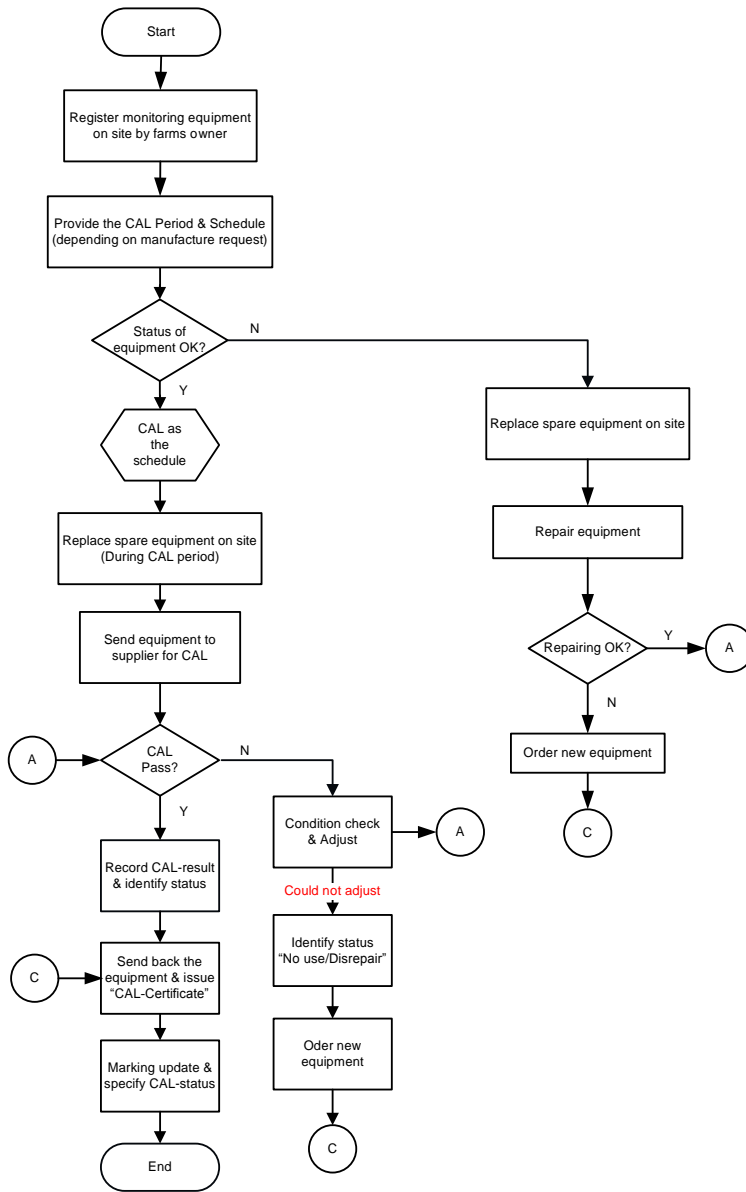 Start
Register monitoring equipment
on site by farms owner
Provide the CAL Period & Schedule
(depending on manufacture request)
Status of
equipment OK?
N
Y
CAL as
the
schedule
Replace spare equipment on site
(During CAL period)
Send equipment to
supplier for CAL
A
CAL
Pass?
N
Y
Record CAL-result
& identify status
C
Send back the
equipment & issue
“CAL-Certificate”
Marking update &
specify CAL-status
End
Condition check
& Adjust
A
Could not adjust
Identify status
“No use/Disrepair”
Oder new
equipment
C
Replace spare equipment on site
Repair equipment
Repairing OK?
Y
A
N
Order new equipment
C